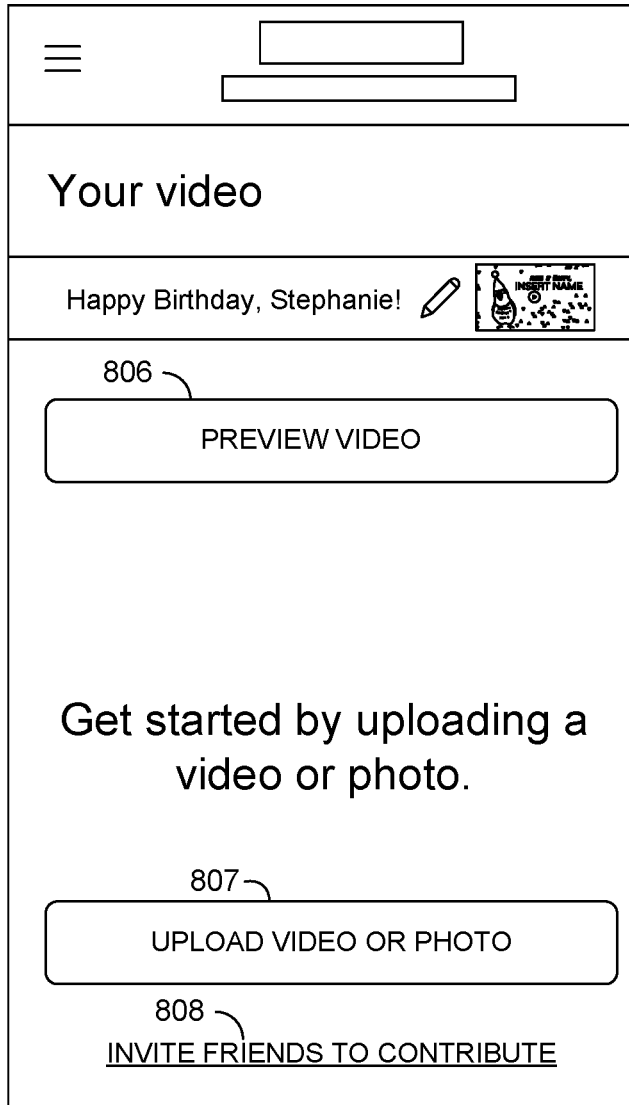 Your video
Happy Birthday, Stephanie!
INSERT NAME
806
PREVIEW VIDEO
Get started by uploading a
video or photo.
807
UPLOAD VIDEO OR PHOTO
808
INVITE FRIENDS TO CONTRIBUTE